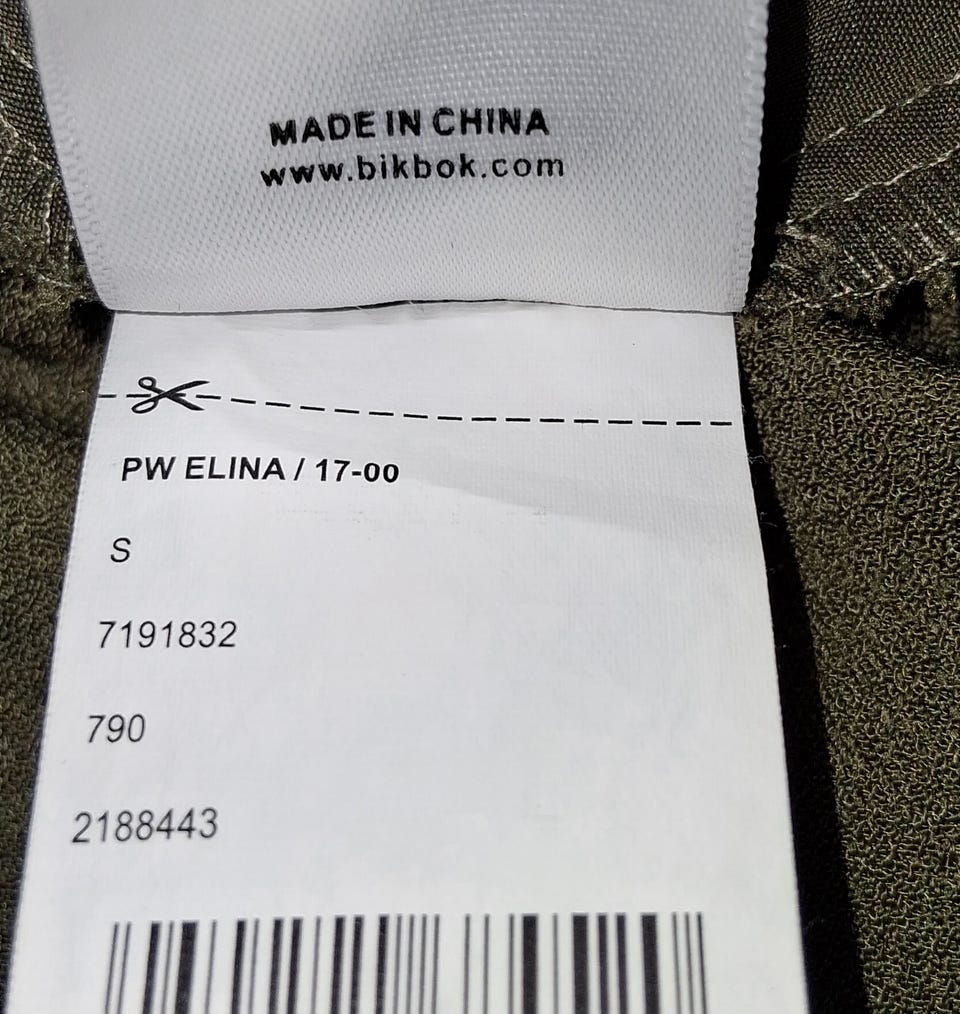 MADE IN CHINA
www.bikbok.com
PW ELINA / 17-00
S
7191832
790
2188443